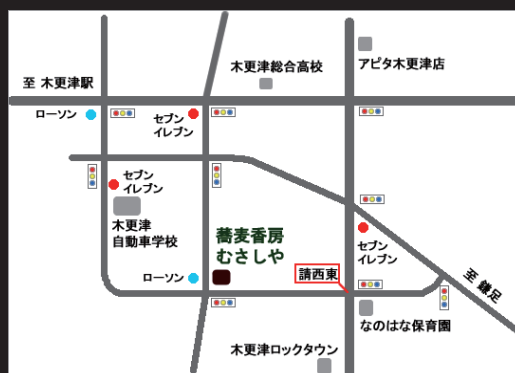 木更津総合高校
アピタ木更津店
至 木更津駅
ローソン
セブン
イレブン
セブン
イレブン
木更津
自動車学校
蕎麦香房
むさしや
セブン
イレブン
ローソン
請西東
至 鎌足
なのはな保育園
木更津ロックタウン